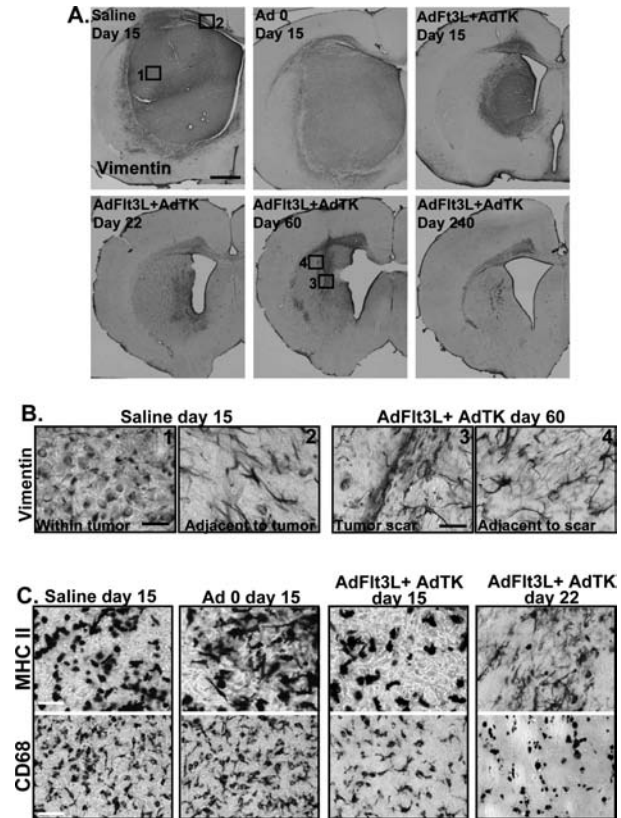 A.
Saline
Day 15
2
1
Vimentin
Ad 0
Day 15
AdFt3L+AdTK
Day 15
AdFlt3L+AdTK
Day 22
AdFlt3L+AdTK
Day 60
4
3
AdFlt3L+AdTK
Day 240
B.
Saline day 15
AdFlt3L+ AdTK day 60
Vimentin
1
Within tumor
2
Adjacent to tumor
3
Tumor scar
4
Adjacent to scar
C.
Saline day 15
Ad 0 day 15
AdFlt3L+ AdTK
day 15
AdFlt3L+ AdTK
day 22
MHC II
CD68